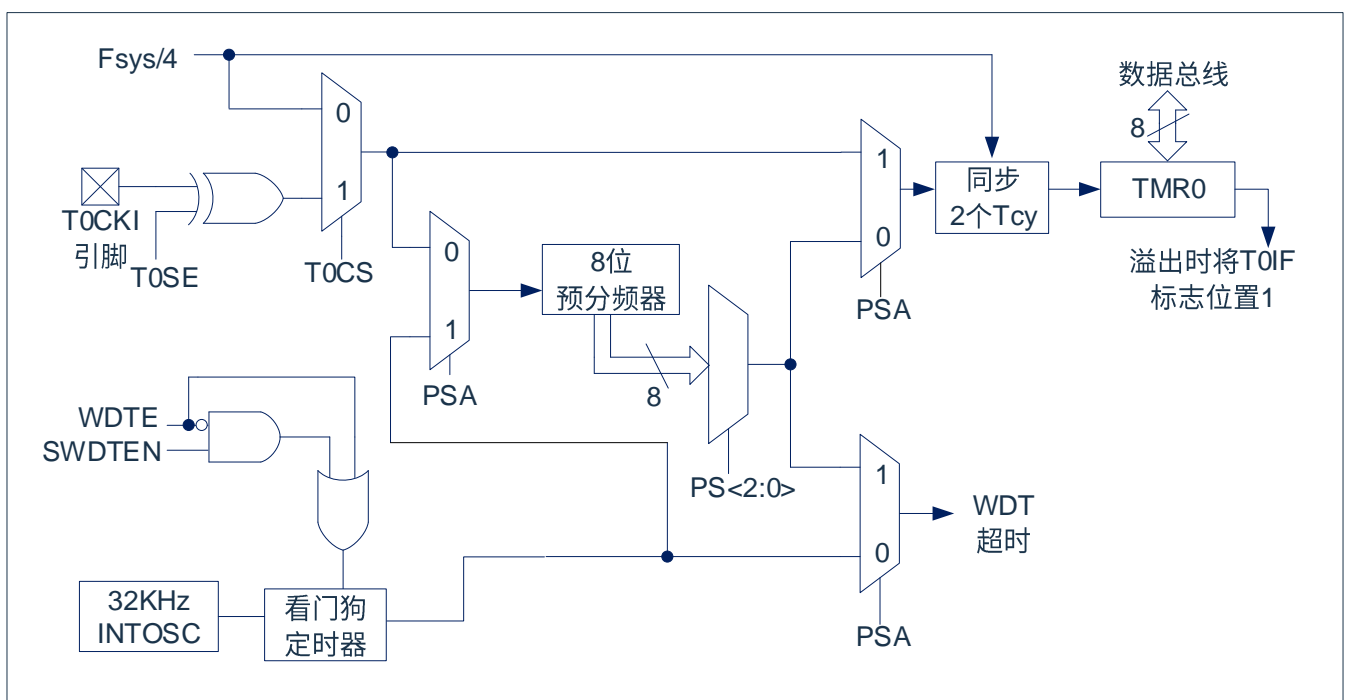 Fsys/4
0
1
T0CKI
引脚
T0SE
T0CS
0
1
PSA
8位
预分频器
8
PS<2:0>
1
0
PSA
同步
2个Tcy
数据总线
8
TMR0
溢出时将T0IF
标志位置1
WDTE
SWDTEN
32KHz
INTOSC
看门狗
定时器
1
0
PSA
WDT
超时